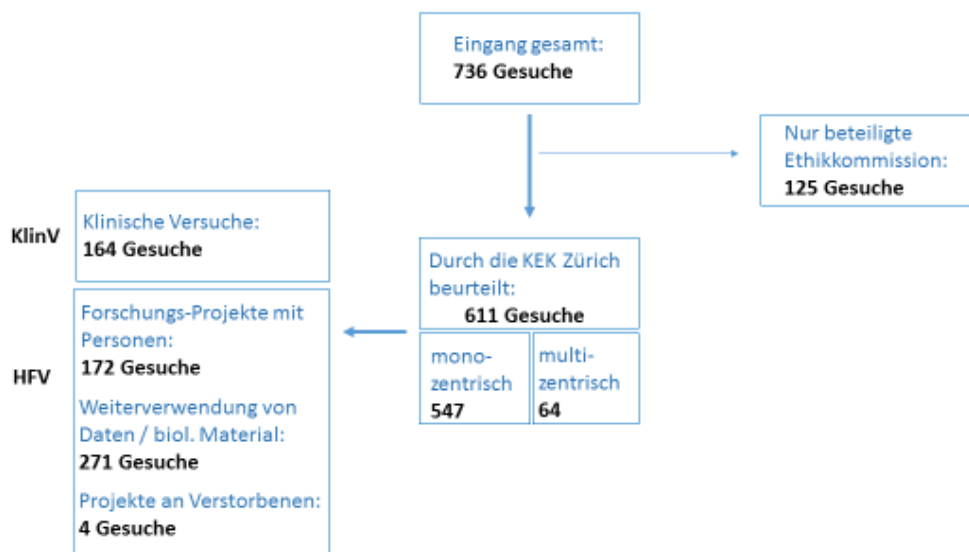 Eingang gesamt:
736 Gesuche
Nur beteiligte
Ethikkommission:
125 Gesuche
KlinV
Klinische Versuche:
164 Gesuche
Durch die KEK Zürich
beurteilt:
611 Gesuche
mono-
zentrisch
547
multi-
zentrisch
64
HFV
Forschungs-Projekte mit
Personen:
172 Gesuche
Weiterverwendung von
Daten / biol. Material:
271 Gesuche
Projekte an Verstorbenen:
4 Gesuche